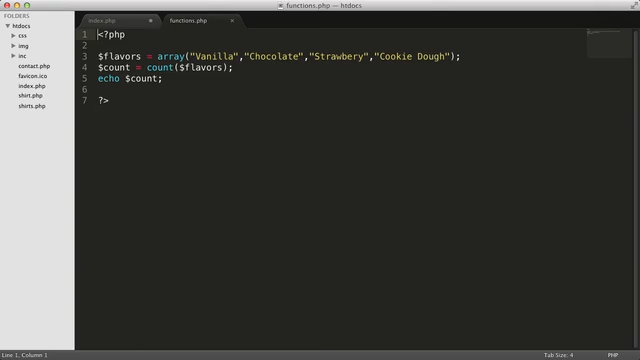 functions.php — htdocs
FOLDERS
htdocs
css
img
inc
contact.php
favicon.ico
index.php
shirt.php
shirts.php
index.php
functions.php
1 <?php
2
3 $flavors = array("Vanilla","Chocolate","Strawbery","Cookie Dough");
4 $count = count($flavors);
5 echo $count;
6
7 ?>
Line 1, Column 1
Tab Size: 4
PHP